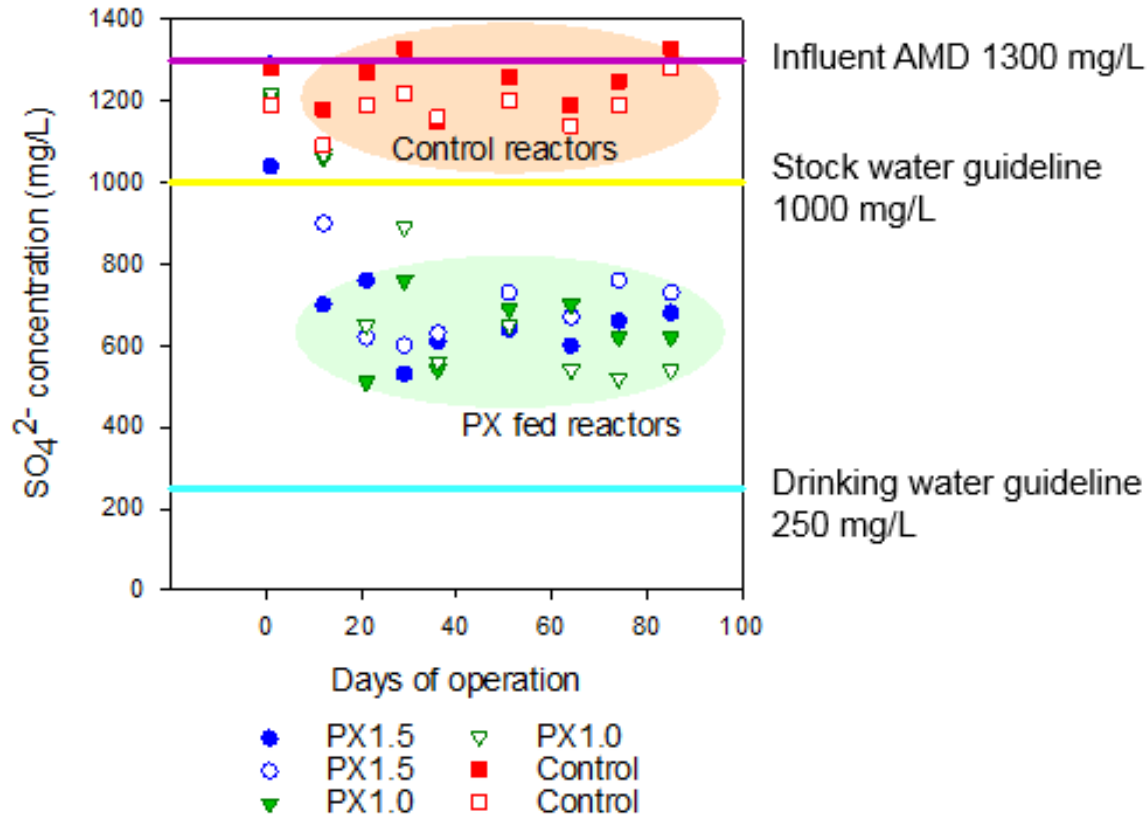 1400
1200
1000
800
600
400
200
0
SO₄²⁻ concentration (mg/L)
Influent AMD 1300 mg/L
Control reactors
Stock water guideline
1000 mg/L
PX fed reactors
Drinking water guideline
250 mg/L
0 20 40 60 80 100
Days of operation
PX1.5 PX1.0
PX1.5 Control
PX1.0 Control